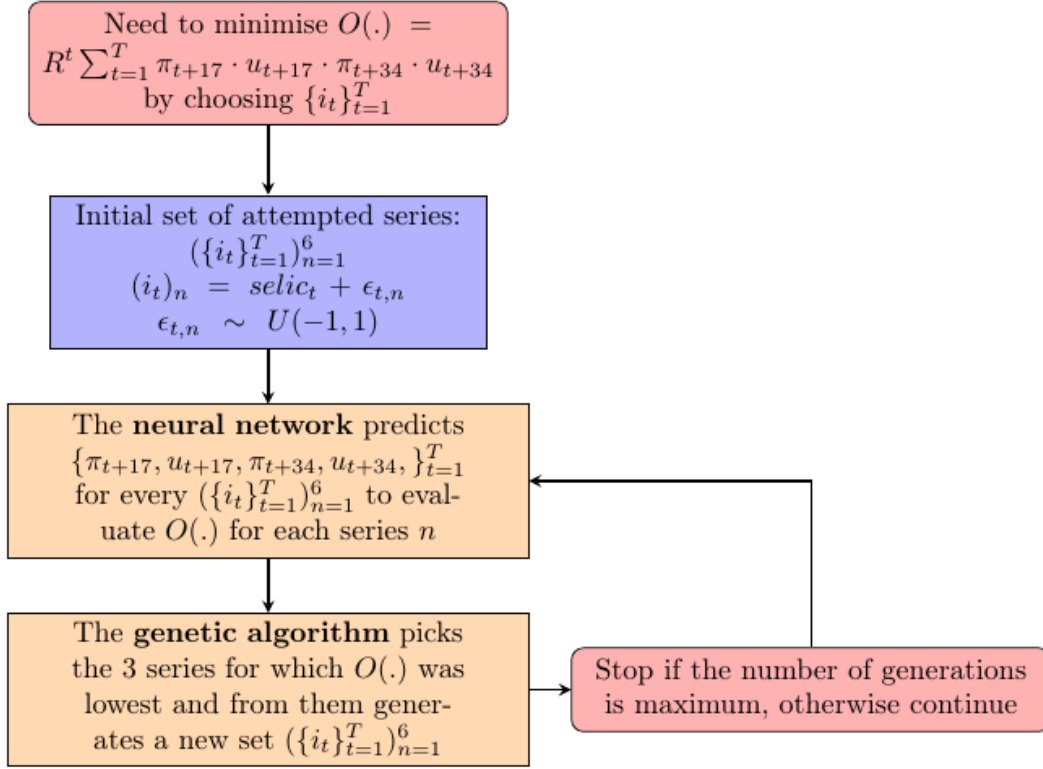 Need to minimise O(.) =
R^t ∑_{t=1}^T π_{t+17} · u_{t+17} · π_{t+34} · u_{t+34}
by choosing {i_t}_{t=1}^T
Initial set of attempted series:
({i_t}_{t=1}^T)_{n=1}^6
(i_t)_n = selic_t + ϵ_{t,n}
ϵ_{t,n} ∼ U(−1, 1)
The neural network predicts
{π_{t+17}, u_{t+17}, π_{t+34}, u_{t+34}, }_{t=1}^T
for every ({i_t}_{t=1}^T)_{n=1}^6 to eval-
uate O(.) for each series n
The genetic algorithm picks
the 3 series for which O(.) was
lowest and from them gener-
ates a new set ({i_t}_{t=1}^T)_{n=1}^6
Stop if the number of generations
is maximum, otherwise continue